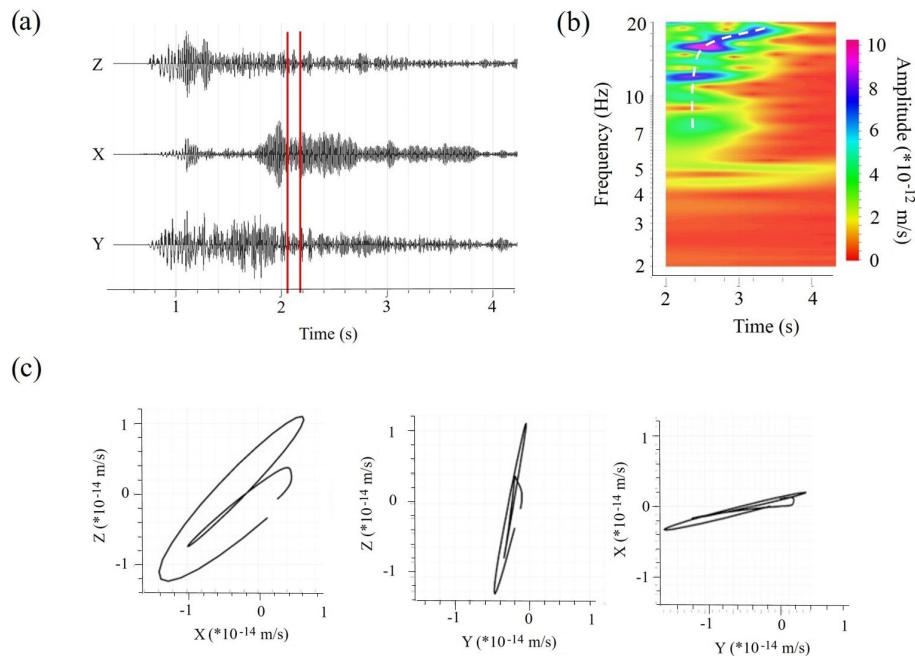 (a)
Z
X
Y
1
2
3
4
Time (s)
(b)
Frequency (Hz)
20
10
7
5
4
3
2
2
3
4
Time (s)
10
8
6
4
2
0
Amplitude (*10⁻¹² m/s)
(c)
Z (*10⁻¹⁴ m/s)
1
0
-1
-1
0
1
X (*10⁻¹⁴ m/s)
Z (*10⁻¹⁴ m/s)
1
0
-1
-1
0
1
Y (*10⁻¹⁴ m/s)
X (*10⁻¹⁴ m/s)
1
0
-1
-1
0
1
Y (*10⁻¹⁴ m/s)